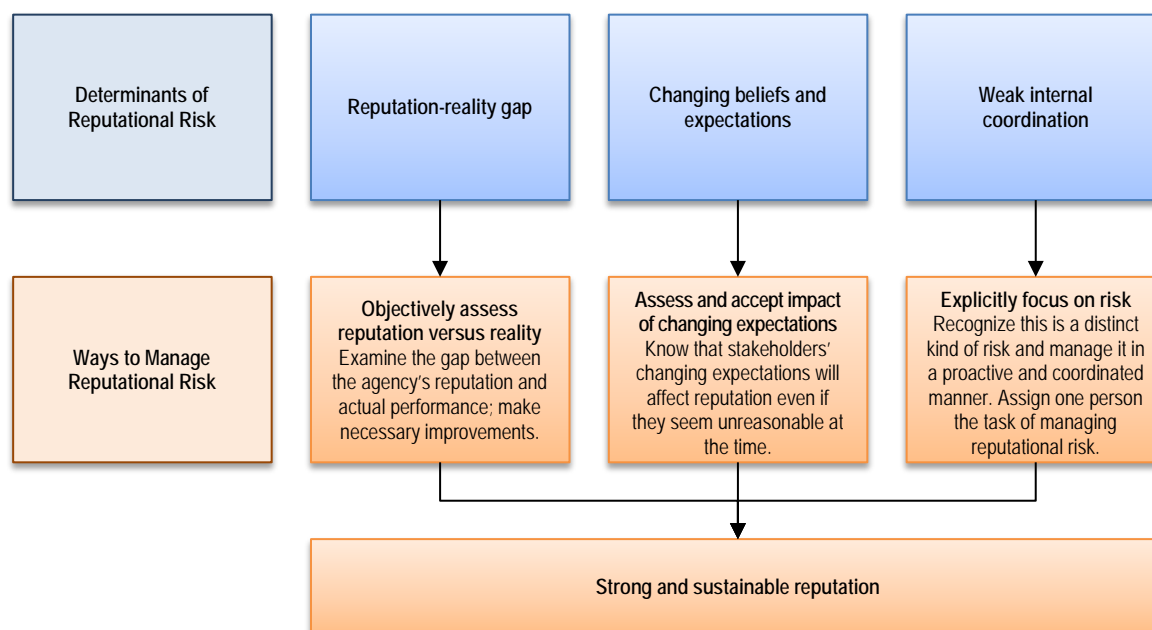 Determinants of
Reputational Risk
Reputation-reality gap
Changing beliefs and
expectations
Weak internal
coordination
Ways to Manage
Reputational Risk
Objectively assess
reputation versus reality
Examine the gap between
the agency's reputation and
actual performance; make
necessary improvements.
Assess and accept impact
of changing expectations
Know that stakeholders'
changing expectations will
affect reputation even if
they seem unreasonable at
the time.
Explicitly focus on risk
Recognize this is a distinct
kind of risk and manage it in
a proactive and coordinated
manner. Assign one person
the task of managing
reputational risk.
Strong and sustainable reputation